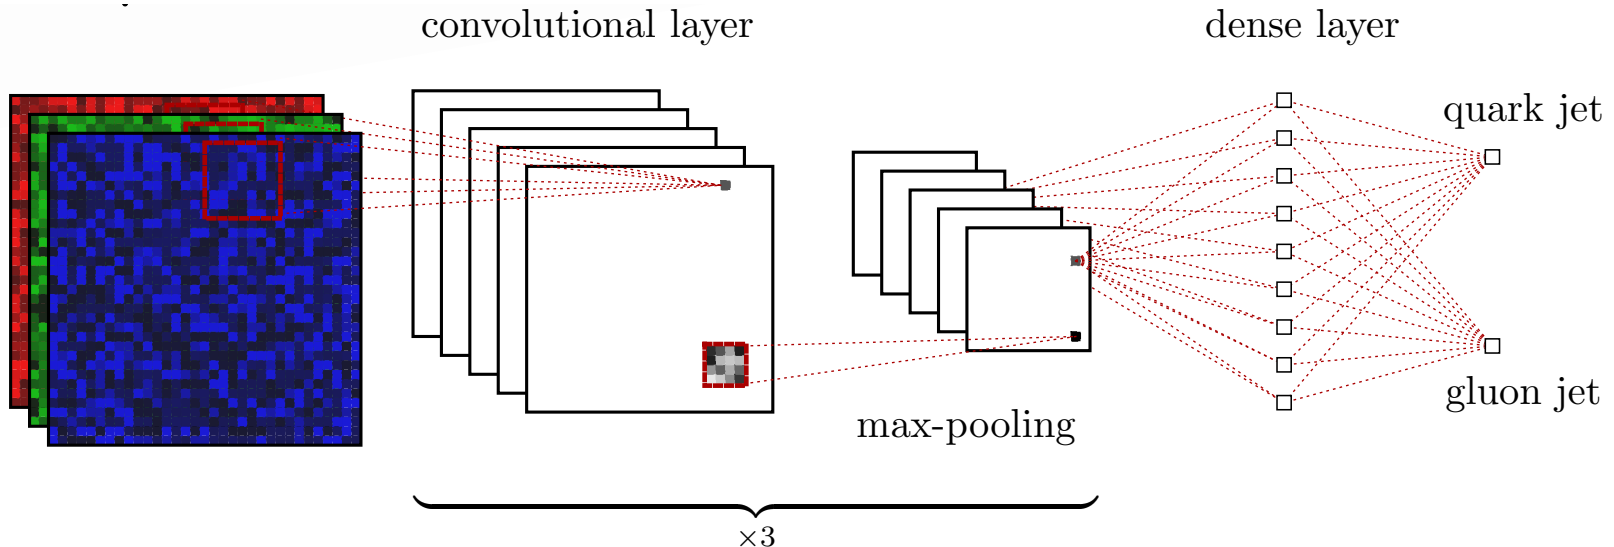 convolutional layer
dense layer
quark jet
gluon jet
max-pooling
×3